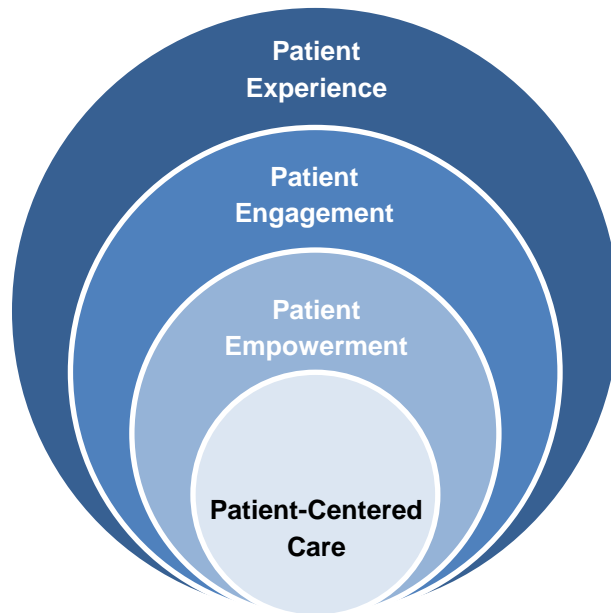 Patient
Experience
Patient
Engagement
Patient
Empowerment
Patient-Centered
Care